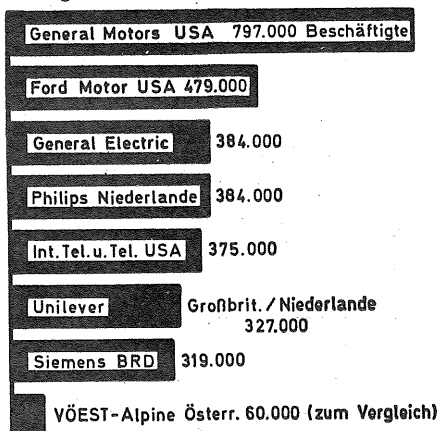 General Motors USA 797.000 Beschäftigte
Ford Motor USA 479.000
General Electric 384.000
Philips Niederlande 384.000
Int.Tel.u.Tel. USA 375.000
Unilever Großbrit./Niederlande
327.000
Siemens BRD 319.000
VÖEST-Alpine Österr. 60.000 (zum Vergleich)